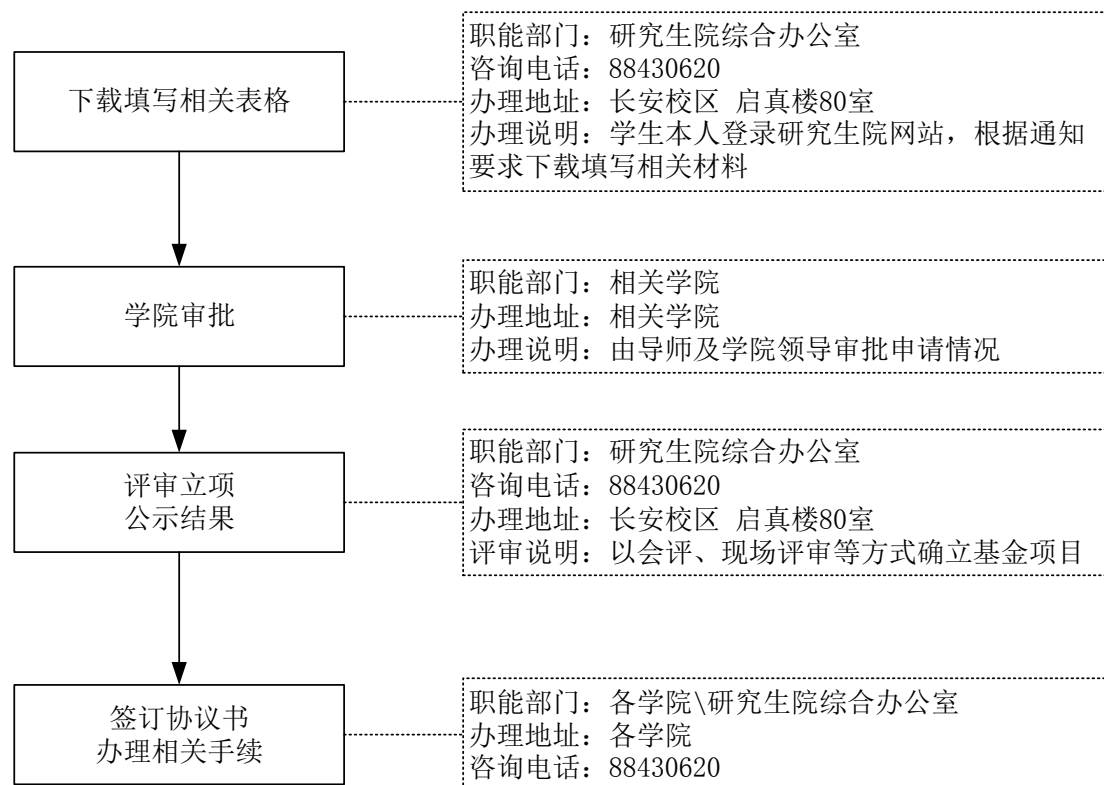 下载填写相关表格
职能部门：研究生院综合办公室
咨询电话：88430620
办理地址：长安校区 启真楼80室
办理说明：学生本人登录研究生院网站，根据通知
要求下载填写相关材料
学院审批
职能部门：相关学院
办理地址：相关学院
办理说明：由导师及学院领导审批申请情况
评审立项
公示结果
职能部门：研究生院综合办公室
咨询电话：88430620
办理地址：长安校区 启真楼80室
评审说明：以会评、现场评审等方式确立基金项目
签订协议书
办理相关手续
职能部门：各学院\研究生院综合办公室
办理地址：各学院
咨询电话：88430620